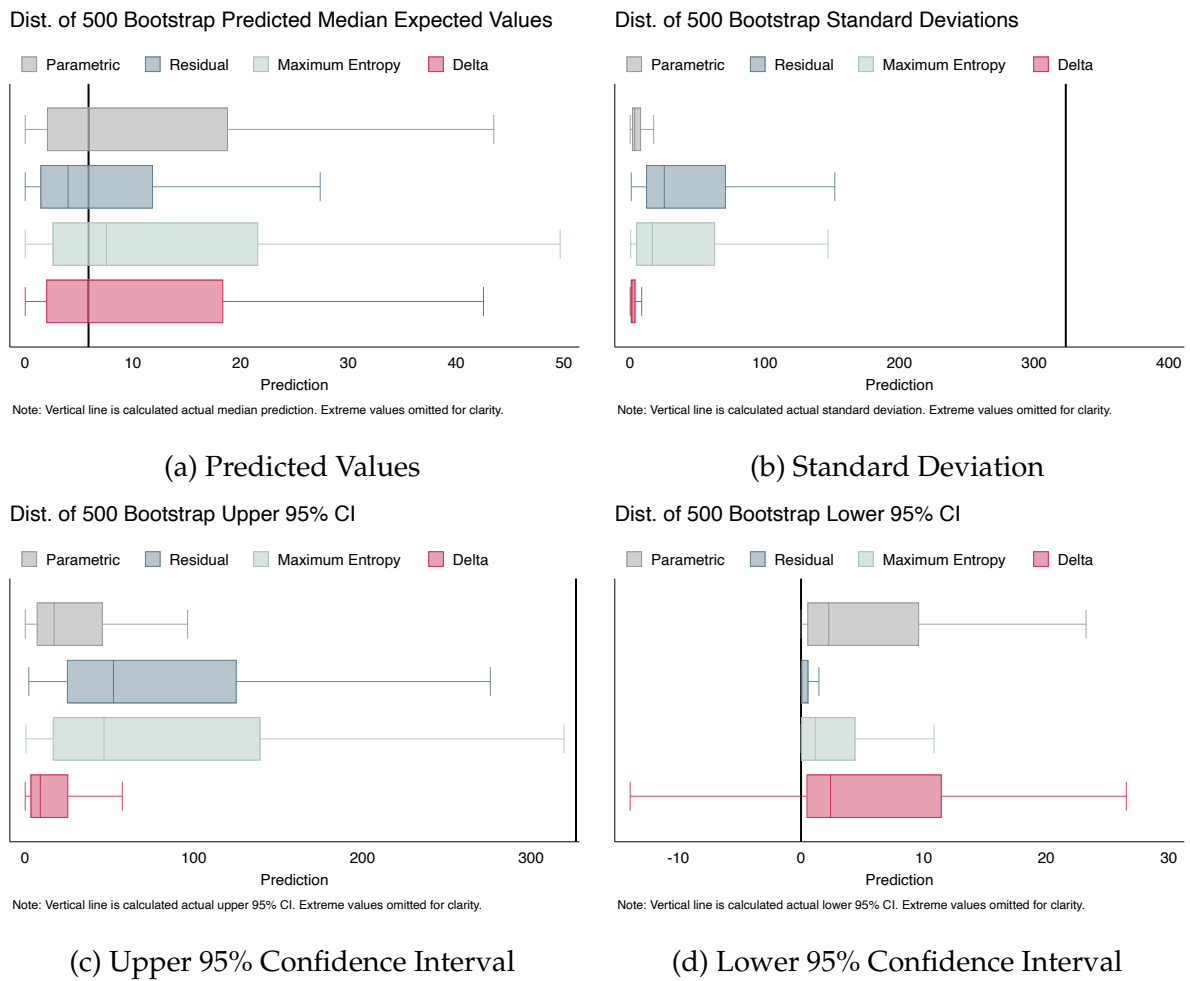 Dist. of 500 Bootstrap Predicted Median Expected Values
Parametric Residual Maximum Entropy Delta
0 10 20 30 40 50
Prediction
Note: Vertical line is calculated actual median prediction. Extreme values omitted for clarity.
(a) Predicted Values
Dist. of 500 Bootstrap Standard Deviations
Parametric Residual Maximum Entropy Delta
0 100 200 300 400
Prediction
Note: Vertical line is calculated actual standard deviation. Extreme values omitted for clarity.
(b) Standard Deviation
Dist. of 500 Bootstrap Upper 95% CI
Parametric Residual Maximum Entropy Delta
0 100 200 300
Prediction
Note: Vertical line is calculated actual upper 95% CI. Extreme values omitted for clarity.
(c) Upper 95% Confidence Interval
Dist. of 500 Bootstrap Lower 95% CI
Parametric Residual Maximum Entropy Delta
-10 0 10 20 30
Prediction
Note: Vertical line is calculated actual lower 95% CI. Extreme values omitted for clarity.
(d) Lower 95% Confidence Interval